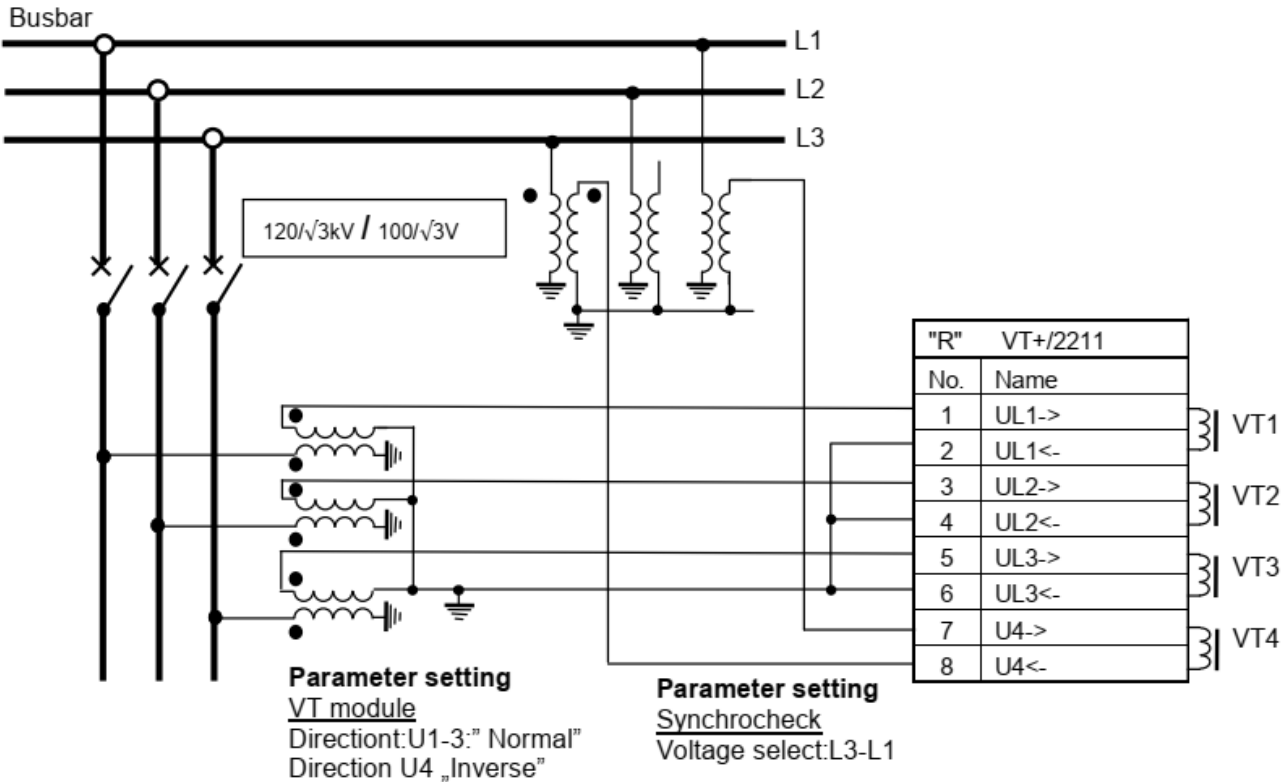 Busbar
L1
L2
L3
120/√3kV / 100/√3V
"R" VT+/2211
No. Name
1 UL1->
2 UL1<-
3 UL2->
4 UL2<-
5 UL3->
6 UL3<-
7 U4->
8 U4<-
VT1
VT2
VT3
VT4
Parameter setting
VT module
Directiont:U1-3:” Normal”
Direction U4 „Inverse”
Parameter setting
Synchrocheck
Voltage select:L3-L1